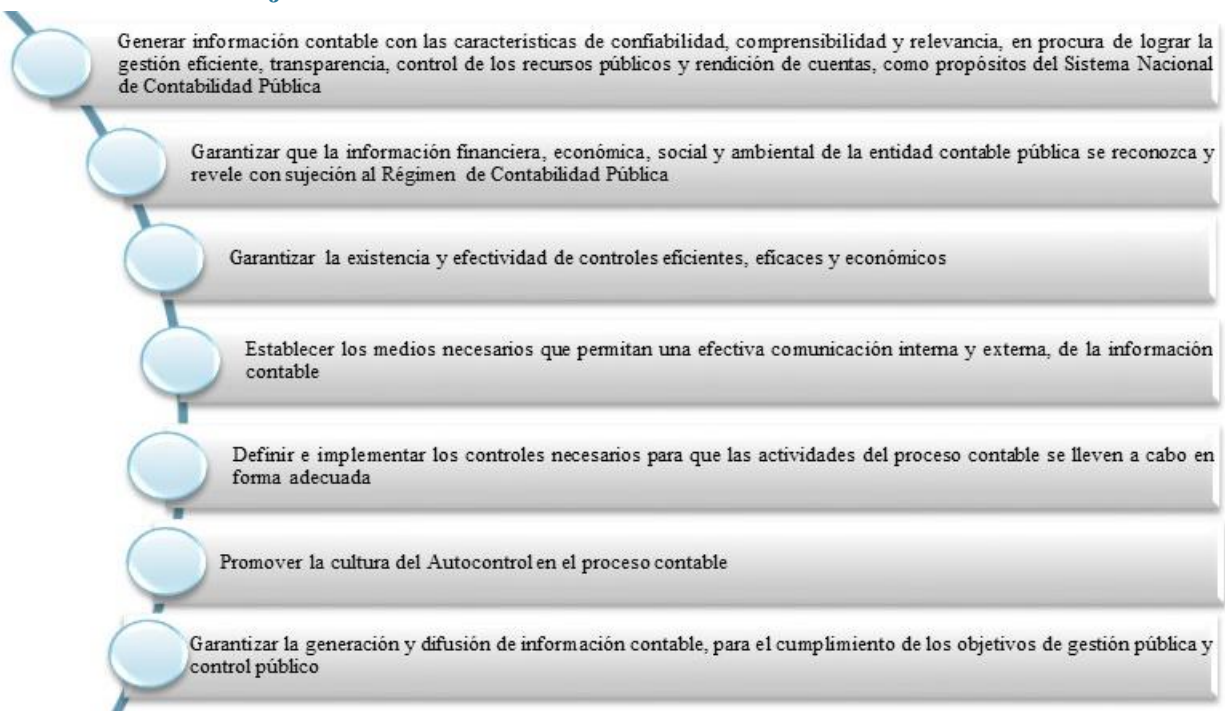 Generar información contable con las características de confiabilidad, comprensibilidad y relevancia, en procura de lograr la
gestión eficiente, transparencia, control de los recursos públicos y rendición de cuentas, como propósitos del Sistema Nacional
de Contabilidad Pública
Garantizar que la información financiera, económica, social y ambiental de la entidad contable pública se reconozca y
revele con sujeción al Régimen de Contabilidad Pública
Garantizar la existencia y efectividad de controles eficientes, eficaces y económicos
Establecer los medios necesarios que permitan una efectiva comunicación interna y externa, de la información
contable
Definir e implementar los controles necesarios para que las actividades del proceso contable se lleven a cabo en
forma adecuada
Promover la cultura del Autocontrol en el proceso contable
Garantizar la generación y difusión de información contable, para el cumplimiento de los objetivos de gestión pública y
control público